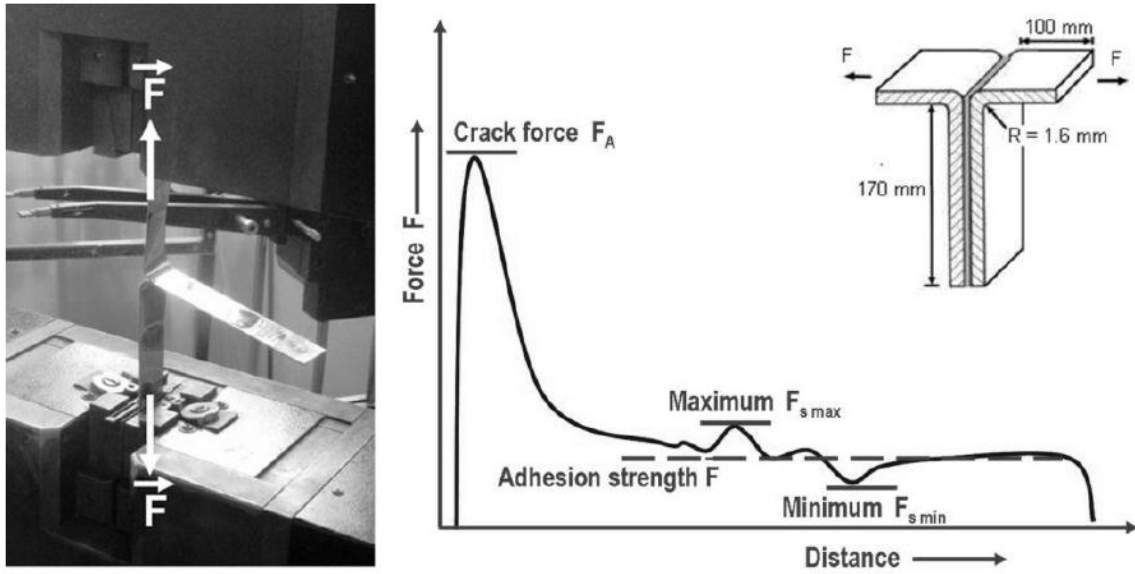 F
F
Crack force F_A
Force F
Maximum F_s max
Adhesion strength F
Minimum F_s min
Distance
100 mm
F
F
R = 1.6 mm
170 mm